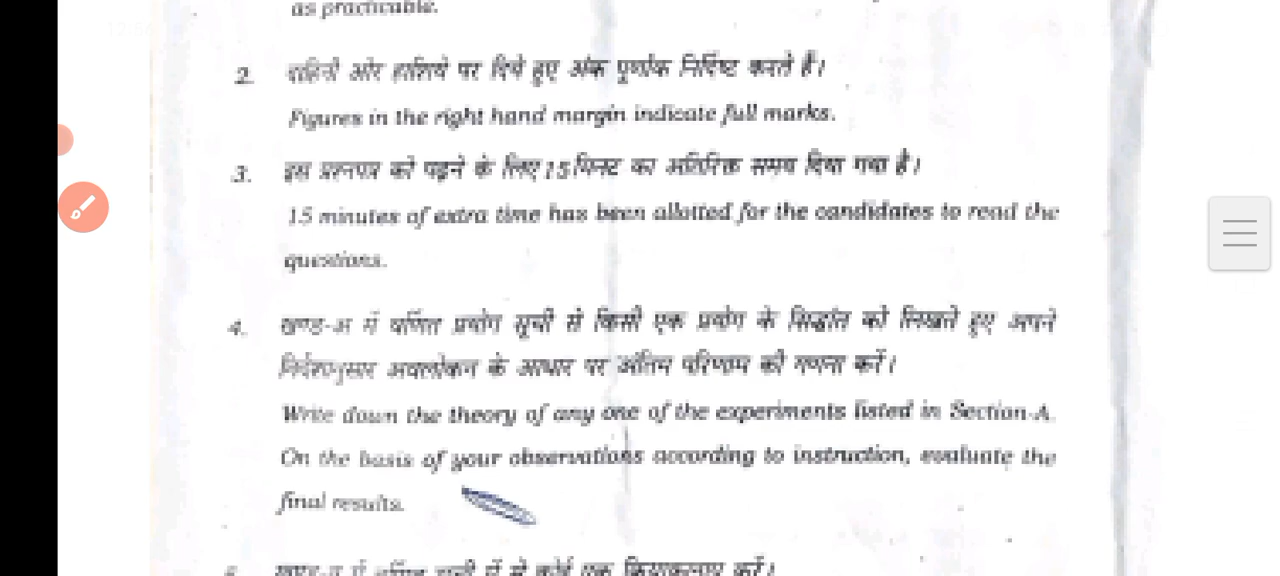 as practicable.
2. दाहिनी ओर हाशिये पर दिये हुए अंक पूर्णांक निर्दिष्ट करते हैं।
Figures in the right hand margin indicate full marks.
3. इस प्रश्नपत्र को पढ़ने के लिए 15 मिनट का अतिरिक्त समय दिया गया है।
15 minutes of extra time has been allotted for the candidates to read the
questions.
4. खण्ड-अ में वर्णित प्रयोग सूची से किसी एक प्रयोग के सिद्धांत को लिखते हुए अपने
निर्देशानुसार अवलोकन के आधार पर अंतिम परिणाम की गणना करें।
Write down the theory of any one of the experiments listed in Section-A.
On the basis of your observations according to instruction, evaluate the
final results.
में से कोई एक क्रियाकलाप करें।